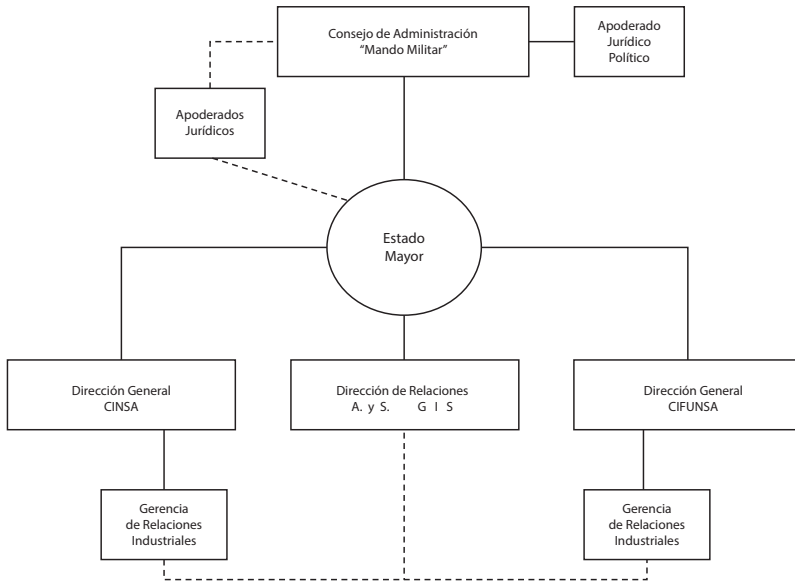 Consejo de Administración
“Mando Militar”
Apoderado
Jurídico
Político
Apoderados
Jurídicos
Estado
Mayor
Dirección General
CINSA
Dirección de Relaciones
A. y S. G I S
Dirección General
CIFUNSA
Gerencia
de Relaciones
Industriales
Gerencia
de Relaciones
Industriales